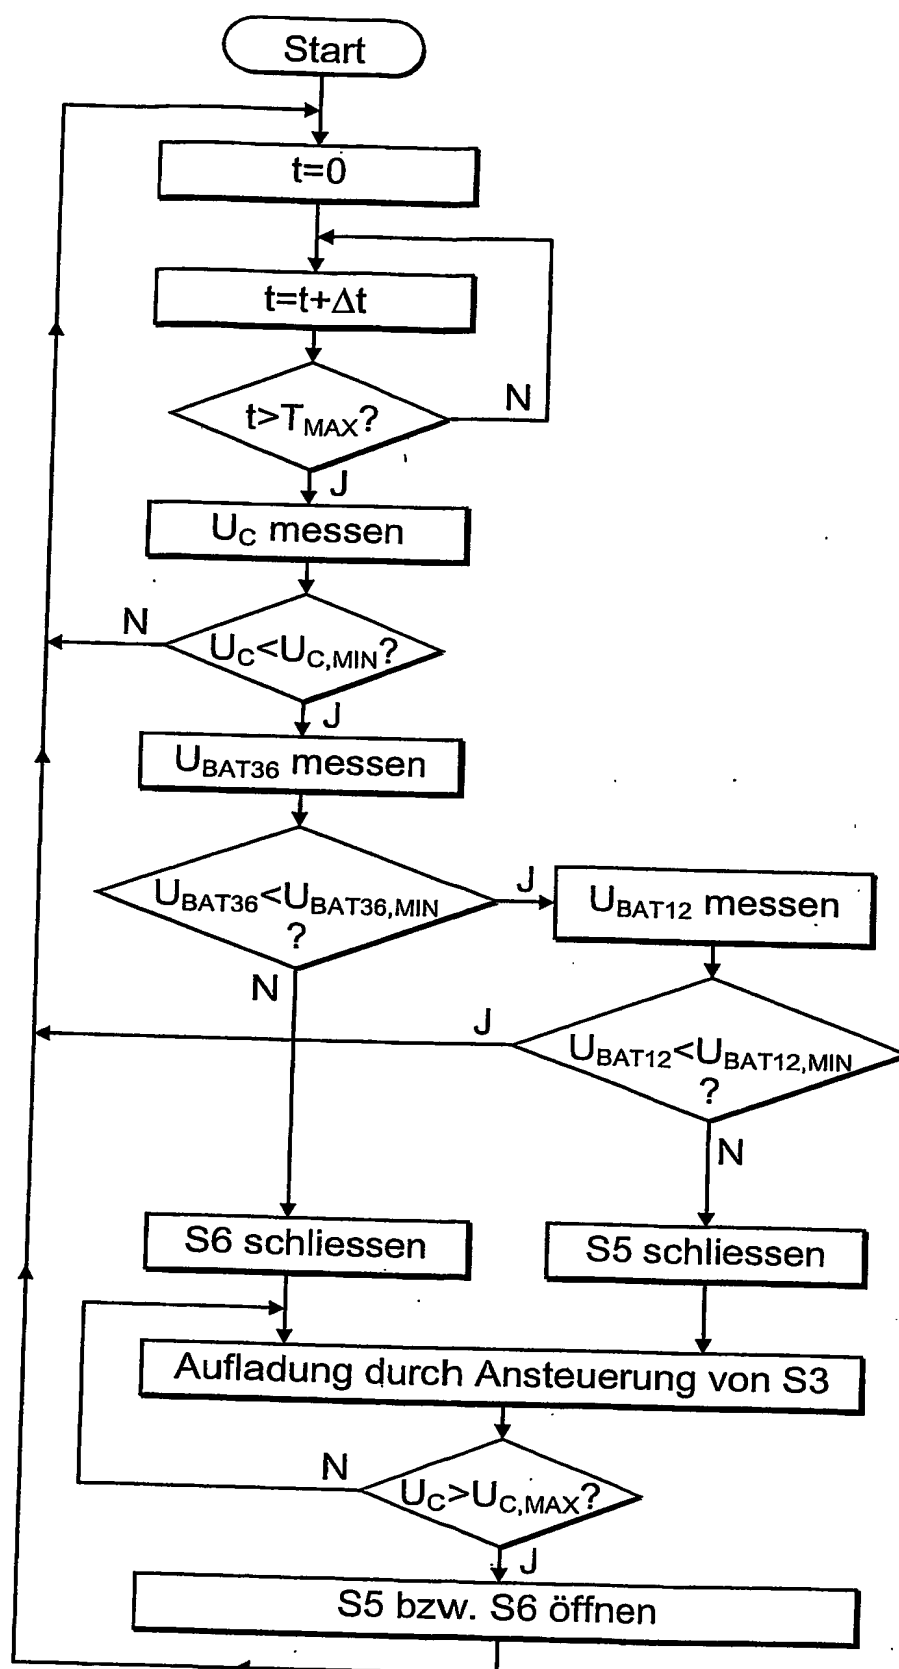 Start
t=0
t=t+Δt
t>TMAX?
N
J
UC messen
N
UC<UC,MIN?
J
UBAT36 messen
UBAT36<UBAT36,MIN
?
J
UBAT12 messen
N
J
UBAT12<UBAT12,MIN
?
N
S6 schliessen
S5 schliessen
Aufladung durch Ansteuerung von S3
N
UC>UC,MAX?
J
S5 bzw. S6 öffnen